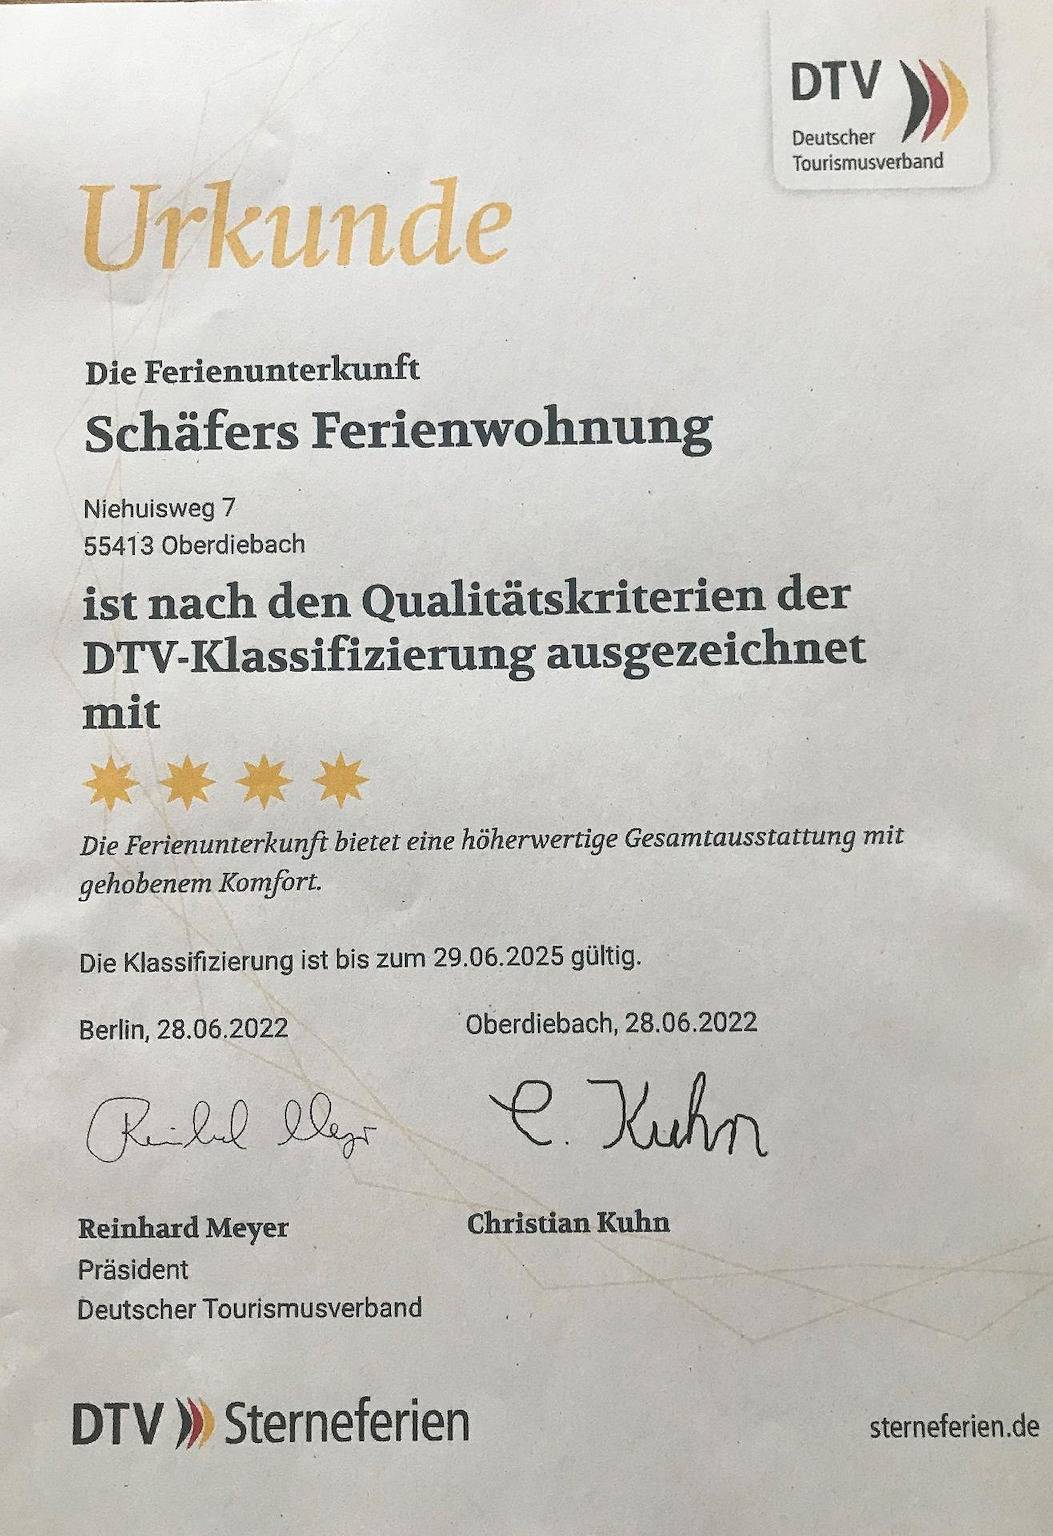 DTV
Deutscher
Tourismusverband
Urkunde
Die Ferienunterkunft
Schäfers Ferienwohnung
Niehuisweg 7
55413 Oberdiebach
ist nach den Qualitätskriterien der
DTV-Klassifizierung ausgezeichnet
mit
Die Ferienunterkunft bietet eine höherwertige Gesamtausstattung mit
gehobenem Komfort.
Die Klassifizierung ist bis zum 29.06.2025 gültig.
Berlin, 28.06.2022
Oberdiebach, 28.06.2022
Reinhard Meyer
C. Kuhn
Reinhard Meyer
Präsident
Deutscher Tourismusverband
Christian Kuhn
DTV Sterneferien
sterneferien.de